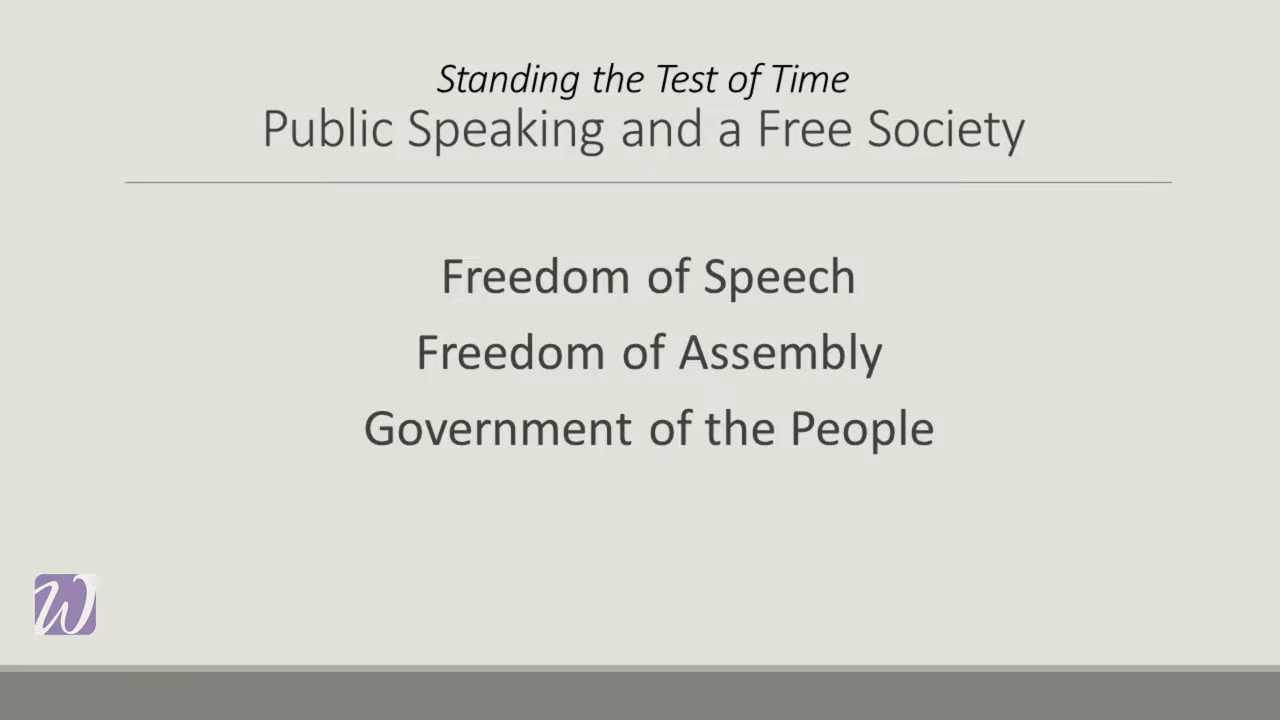 Standing the Test of Time
Public Speaking and a Free Society
Freedom of Speech
Freedom of Assembly
Government of the People
W